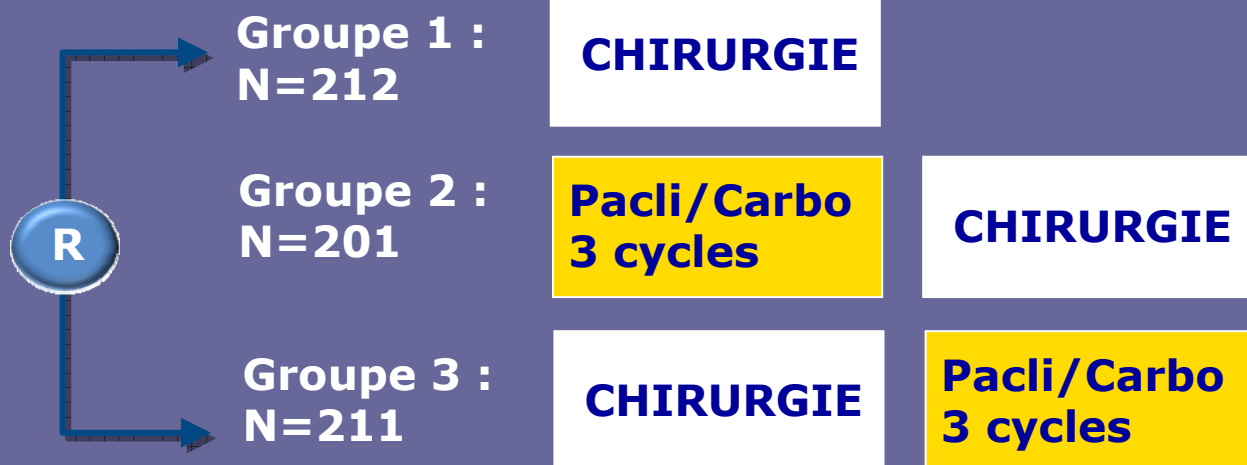 Groupe 1 :
N=212
CHIRURGIE
R
Groupe 2 :
N=201
Pacli/Carbo
3 cycles
CHIRURGIE
Groupe 3 :
N=211
CHIRURGIE
Pacli/Carbo
3 cycles